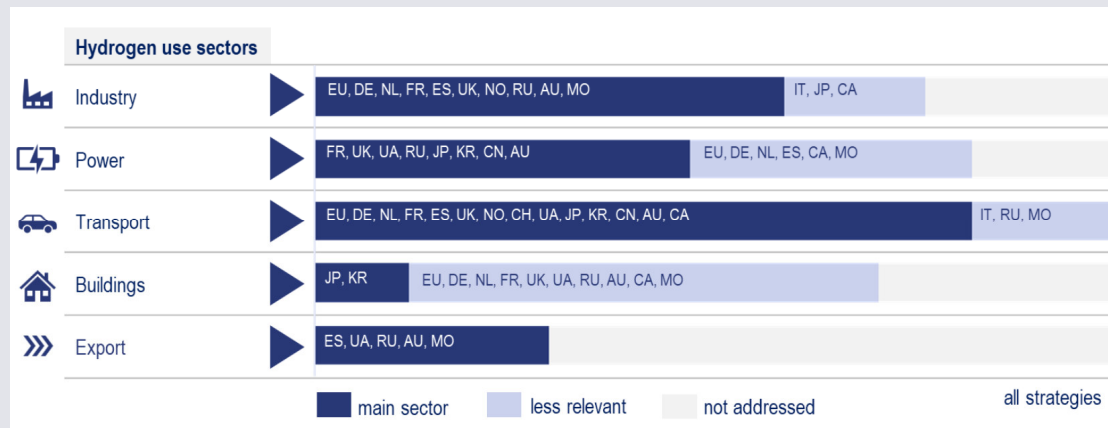 Hydrogen use sectors
Industry
EU, DE, NL, FR, ES, UK, NO, RU, AU, MO
IT, JP, CA
Power
FR, UK, UA, RU, JP, KR, CN, AU
EU, DE, NL, ES, CA, MO
Transport
EU, DE, NL, FR, ES, UK, NO, CH, UA, JP, KR, CN, AU, CA
IT, RU, MO
Buildings
JP, KR
EU, DE, NL, FR, UK, UA, RU, AU, CA, MO
Export
ES, UA, RU, AU, MO
main sector
less relevant
not addressed
all strategies